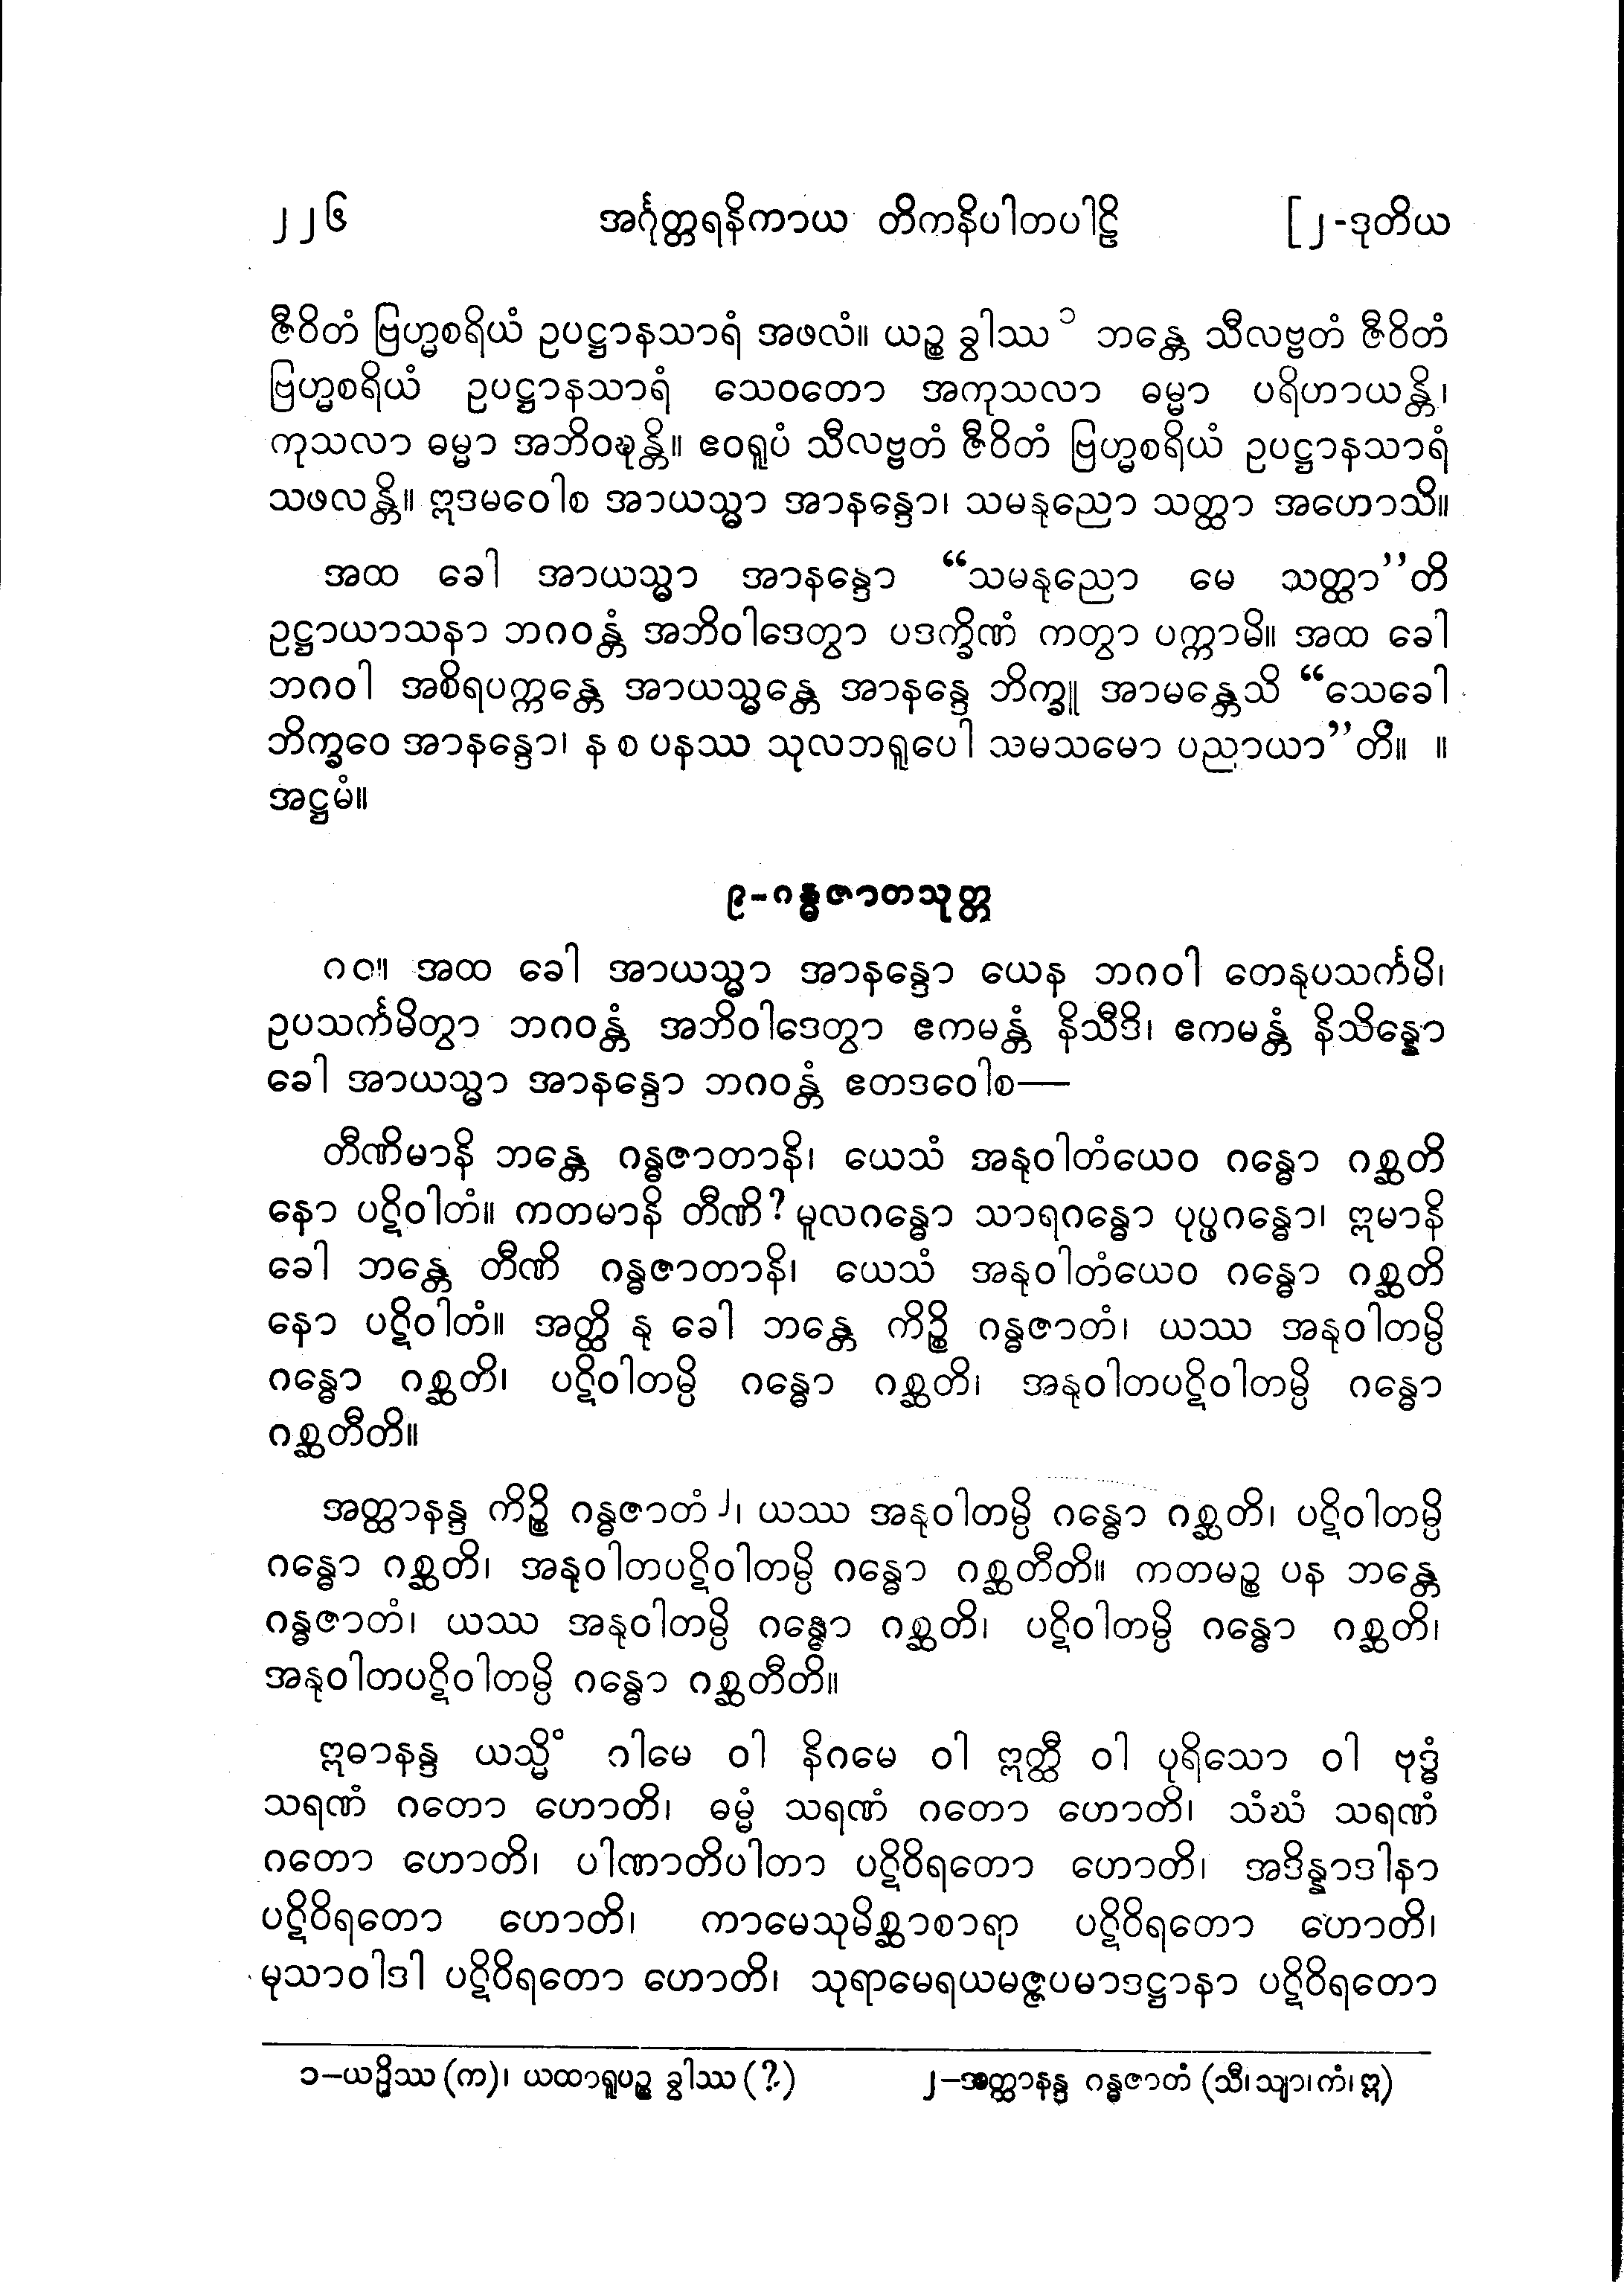 ၂၂၆ အင်္ဂုတ္တရနိကာယ တိကနိပါတပါဠိ [၂-ဒုတိယ
ဇီဝိတံ ဗြဟ္မစရိယံ ဥပဋ္ဌာနသာရံ အဖလံ။ ယဉ္စ ခွါဿ ၁ ဘန္တေ သီလဗ္ဗတံ ဇီဝိတံ
ဗြဟ္မစရိယံ ဥပဋ္ဌာနသာရံ သေဝတော အကုသလာ ဓမ္မာ ပရိဟာယန္တိ၊
ကုသလာ ဓမ္မာ အဘိဝဍ္ဎန္တိ။ ဧဝရူပံ သီလဗ္ဗတံ ဇီဝိတံ ဗြဟ္မစရိယံ ဥပဋ္ဌာနသာရံ
သဖလန္တိ။ ဣဒမဝေါစ အာယသ္မာ အာနန္ဒော၊ သမနုညော သတ္ထာ အဟောသိ။
အထ ခေါ အာယသ္မာ အာနန္ဒော “သမနုညော မေ သတ္ထာ”တိ
ဥဋ္ဌာယာသနာ ဘဂဝန္တံ အဘိဝါဒေတွာ ပဒက္ခိဏံ ကတွာ ပက္ကာမိ။ အထ ခေါ
ဘဂဝါ အစိရပက္ကန္တေ အာယသ္မန္တေ အာနန္ဒေ ဘိက္ခူ အာမန္တေသိ “သေခေါ
ဘိက္ခဝေ အာနန္ဒော၊ န စ ပနဿ သုလဘရူပေါ သမသမော ပညာယာ”တိ။ ။
အဋ္ဌမံ။
၉-ဂန္ဓဇာတသုတ္တ
၈၀။ အထ ခေါ အာယသ္မာ အာနန္ဒော ယေန ဘဂဝါ တေနုပသင်္ကမိ၊
ဥပသင်္ကမိတွာ ဘဂဝန္တံ အဘိဝါဒေတွာ ဧကမန္တံ နိသီဒိ၊ ဧကမန္တံ နိသိန္နော
ခေါ အာယသ္မာ အာနန္ဒော ဘဂဝန္တံ ဧတဒဝေါစ—
တီဏိမာနိ ဘန္တေ ဂန္ဓဇာတာနိ၊ ယေသံ အနုဝါတံယေဝ ဂန္ဓော ဂစ္ဆတိ
နော ပဋိဝါတံ။ ကတမာနိ တီဏိ? မူလဂန္ဓော သာရဂန္ဓော ပုပ္ဖဂန္ဓော၊ ဣမာနိ
ခေါ ဘန္တေ တီဏိ ဂန္ဓဇာတာနိ၊ ယေသံ အနုဝါတံယေဝ ဂန္ဓော ဂစ္ဆတိ
နော ပဋိဝါတံ။ အတ္ထိ နု ခေါ ဘန္တေ ကိဉ္စိ ဂန္ဓဇာတံ၊ ယဿ အနုဝါတမ္ပိ
ဂန္ဓော ဂစ္ဆတိ၊ ပဋိဝါတမ္ပိ ဂန္ဓော ဂစ္ဆတိ၊ အနုဝါတပဋိဝါတမ္ပိ ဂန္ဓော
ဂစ္ဆတီတိ။
အတ္ထာနန္ဒ ကိဉ္စိ ဂန္ဓဇာတံ ၂၊ ယဿ အနုဝါတမ္ပိ ဂန္ဓော ဂစ္ဆတိ၊ ပဋိဝါတမ္ပိ
ဂန္ဓော ဂစ္ဆတိ၊ အနုဝါတပဋိဝါတမ္ပိ ဂန္ဓော ဂစ္ဆတီတိ။ ကတမဉ္စ ပန ဘန္တေ
ဂန္ဓဇာတံ၊ ယဿ အနုဝါတမ္ပိ ဂန္ဓော ဂစ္ဆတိ၊ ပဋိဝါတမ္ပိ ဂန္ဓော ဂစ္ဆတိ၊
အနုဝါတပဋိဝါတမ္ပိ ဂန္ဓော ဂစ္ဆတီတိ။
ဣဓာနန္ဒ ယသ္မိံ ဂါမေ ဝါ နိဂမေ ဝါ ဣတ္ထီ ဝါ ပုရိသော ဝါ ဗုဒ္ဓံ
သရဏံ ဂတော ဟောတိ၊ ဓမ္မံ သရဏံ ဂတော ဟောတိ၊ သံဃံ သရဏံ
ဂတော ဟောတိ၊ ပါဏာတိပါတာ ပဋိဝိရတော ဟောတိ၊ အဒိန္နာဒါနာ
ပဋိဝိရတော ဟောတိ၊ ကာမေသုမိစ္ဆာစာရာ ပဋိဝိရတော ဟောတိ၊
မုသာဝါဒါ ပဋိဝိရတော ဟောတိ၊ သုရာမေရယမဇ္ဇပမာဒဋ္ဌာနာ ပဋိဝိရတော
၁−ယဉ္ဟိဿ (က)၊ ယထာရူပဉ္စ ခွါဿ (?) ၂−အတ္ထာနန္ဒ ဂန္ဓဇာတံ (သီ၊သျာ၊ကံ၊ဣ)